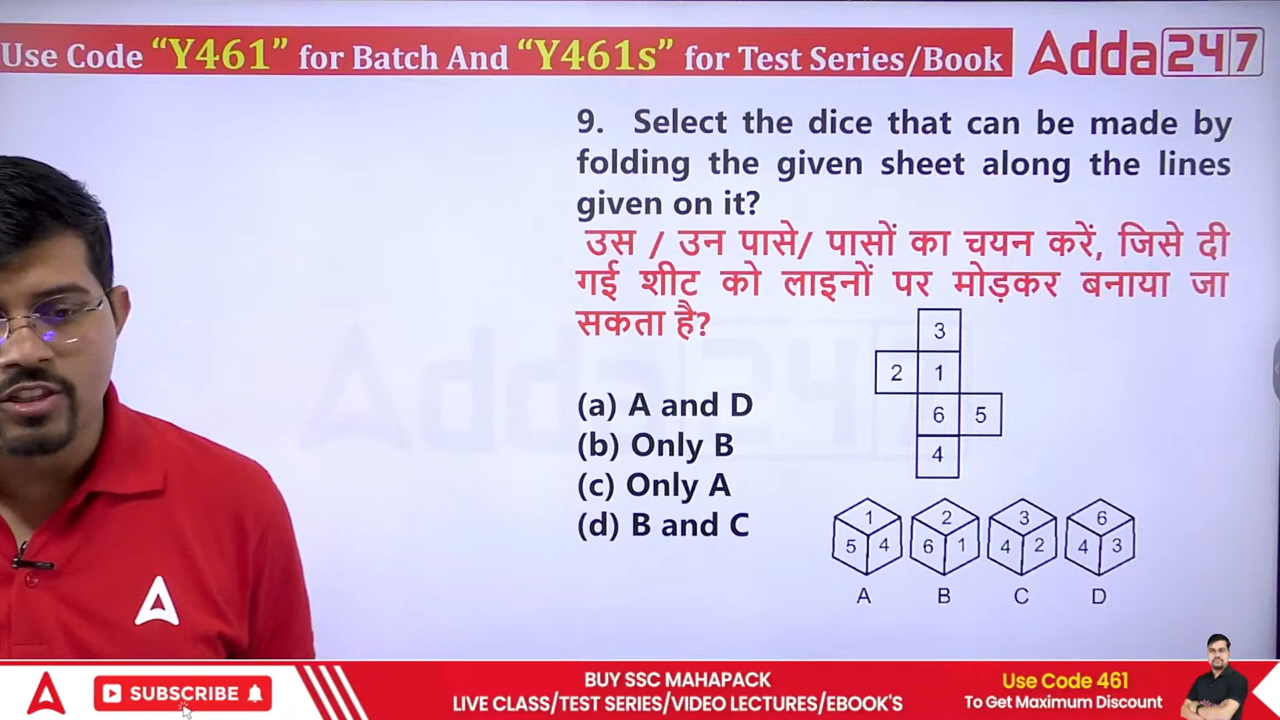 Use Code “Y461” for Batch And “Y461s” for Test Series/Book
Adda247
9. Select the dice that can be made by
folding the given sheet along the lines
given on it?
उस / उन पासे/ पासों का चयन करें, जिसे दी
गई शीट को लाइनों पर मोड़कर बनाया जा
सकता है?
3
2 1
6 5
4
(a) A and D
(b) Only B
(c) Only A
(d) B and C
1 2 3 6
5 4 6 1 4 2 4 3
A B C D
SUBSCRIBE
BUY SSC MAHAPACK
LIVE CLASS/TEST SERIES/VIDEO LECTURES/EBOOK'S
Use Code 461
To Get Maximum Discount